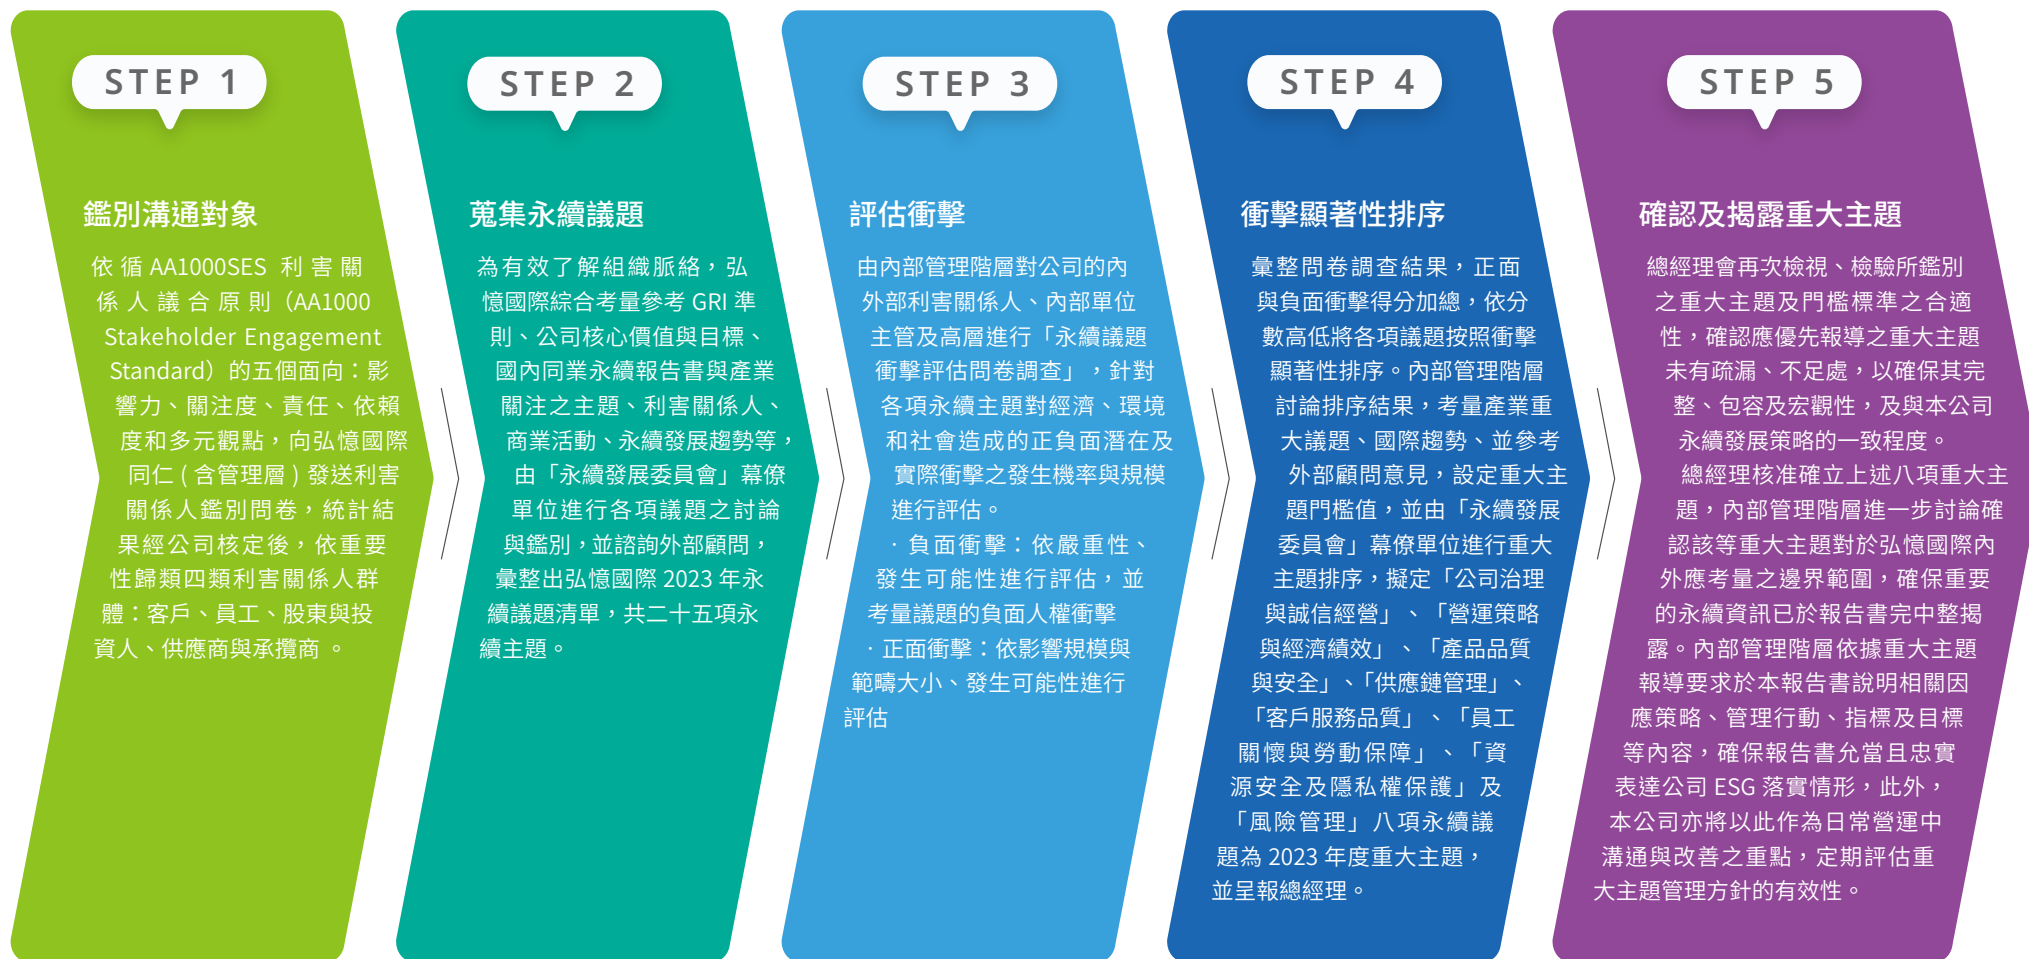 STEP 1
鑑別溝通對象
依循 AA1000SES 利害關
係人議合原則（AA1000
Stakeholder Engagement
Standard）的五個面向：影
響力、關注度、責任、依賴
度和多元觀點，向弘憶國際
同仁 ( 含管理層 ) 發送利害
關係人鑑別問卷，統計結
果經公司核定後，依重要
性歸類四類利害關係人群
體：客戶、員工、股東與投
資人、供應商與承攬商 。
STEP 2
蒐集永續議題
為有效了解組織脈絡，弘
憶國際綜合考量參考 GRI 準
則、公司核心價值與目標、
國內同業永續報告書與產業
關注之主題、利害關係人、
商業活動、永續發展趨勢等，
由「永續發展委員會」幕僚
單位進行各項議題之討論
與鑑別，並諮詢外部顧問，
彙整出弘憶國際 2023 年永
續議題清單，共二十五項永
續主題。
STEP 3
評估衝擊
由內部管理階層對公司的內
外部利害關係人、內部單位
主管及高層進行「永續議題
衝擊評估問卷調查」，針對
各項永續主題對經濟、環境
和社會造成的正負面潛在及
實際衝擊之發生機率與規模
進行評估。
· 負面衝擊：依嚴重性、
發生可能性進行評估，並
考量議題的負面人權衝擊
· 正面衝擊：依影響規模與
範疇大小、發生可能性進行
評估
STEP 4
衝擊顯著性排序
彙整問卷調查結果，正面
與負面衝擊得分加總，依分
數高低將各項議題按照衝擊
顯著性排序。內部管理階層
討論排序結果，考量產業重
大議題、國際趨勢、並參考
外部顧問意見，設定重大主
題門檻值，並由「永續發展
委員會」幕僚單位進行重大
主題排序，擬定「公司治理
與誠信經營」、「營運策略
與經濟績效」、「產品品質
與安全」、「供應鏈管理」、
「客戶服務品質」、「員工
關懷與勞動保障」、「資
源安全及隱私權保護」及
「風險管理」八項永續議
題為 2023 年度重大主題，
並呈報總經理。
STEP 5
確認及揭露重大主題
總經理會再次檢視、檢驗所鑑別
之重大主題及門檻標準之合適
性，確認應優先報導之重大主題
未有疏漏、不足處，以確保其完
整、包容及宏觀性，及與本公司
永續發展策略的一致程度。
總經理核准確立上述八項重大主
題，內部管理階層進一步討論確
認該等重大主題對於弘憶國際內
外應考量之邊界範圍，確保重要
的永續資訊已於報告書完中整揭
露。內部管理階層依據重大主題
報導要求於本報告書說明相關因
應策略、管理行動、指標及目標
等內容，確保報告書允當且忠實
表達公司 ESG 落實情形，此外，
本公司亦將以此作為日常營運中
溝通與改善之重點，定期評估重
大主題管理方針的有效性。